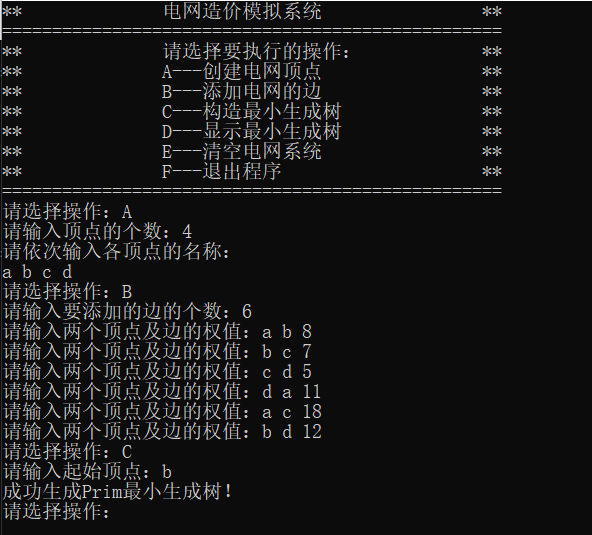 **              电网造价模拟系统                **
==================================================
**              请选择要执行的操作:             **
**              A---创建电网顶点                **
**              B---添加电网的边                **
**              C---构造最小生成树              **
**              D---显示最小生成树              **
**              E---清空电网系统                **
**              F---退出程序                    **
==================================================
请选择操作: A
请输入顶点的个数: 4
请依次输入各顶点的名称:
a b c d
请选择操作: B
请输入要添加的边的个数: 6
请输入两个顶点及边的权值: a b 8
请输入两个顶点及边的权值: b c 7
请输入两个顶点及边的权值: c d 5
请输入两个顶点及边的权值: d a 11
请输入两个顶点及边的权值: a c 18
请输入两个顶点及边的权值: b d 12
请选择操作: C
请输入起始顶点: b
成功生成Prim最小生成树!
请选择操作: